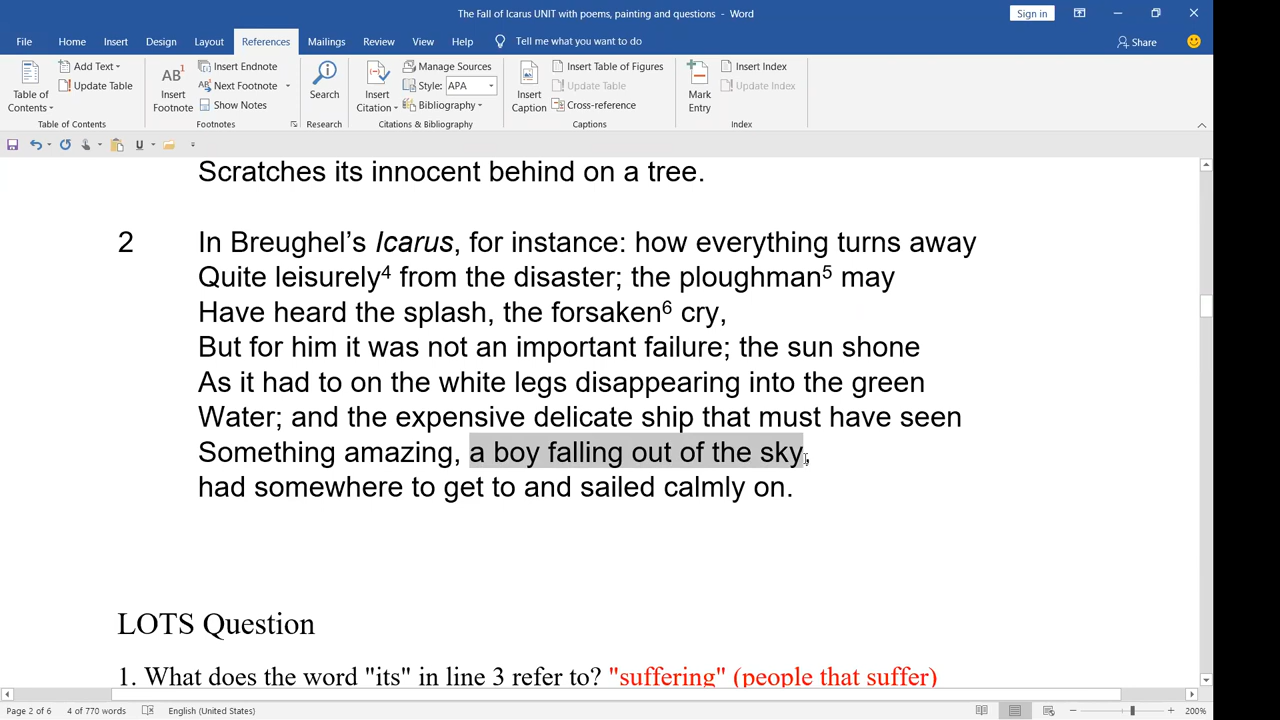 The Fall of Icarus UNIT with poems, painting and questions - Word
Sign in
File Home Insert Design Layout References Mailings Review View Help Tell me what you want to do Share
Table of Contents
Add Text
Update Table
Table of Contents
AB1
Insert Footnote
Insert Endnote
Next Footnote
Show Notes
Footnotes
Search
Research
Insert Citation
Manage Sources
Style: APA
Bibliography
Citations & Bibliography
Insert Caption
Insert Table of Figures
Update Table
Cross-reference
Captions
Mark Entry
Insert Index
Update Index
Index
Scratches its innocent behind on a tree.
2 In Breughel’s Icarus, for instance: how everything turns away
Quite leisurely4 from the disaster; the ploughman5 may
Have heard the splash, the forsaken6 cry,
But for him it was not an important failure; the sun shone
As it had to on the white legs disappearing into the green
Water; and the expensive delicate ship that must have seen
Something amazing, a boy falling out of the sky,
had somewhere to get to and sailed calmly on.
LOTS Question
1. What does the word "its" in line 3 refer to? "suffering" (people that suffer)
Page 2 of 6 4 of 770 words English (United States) 200%